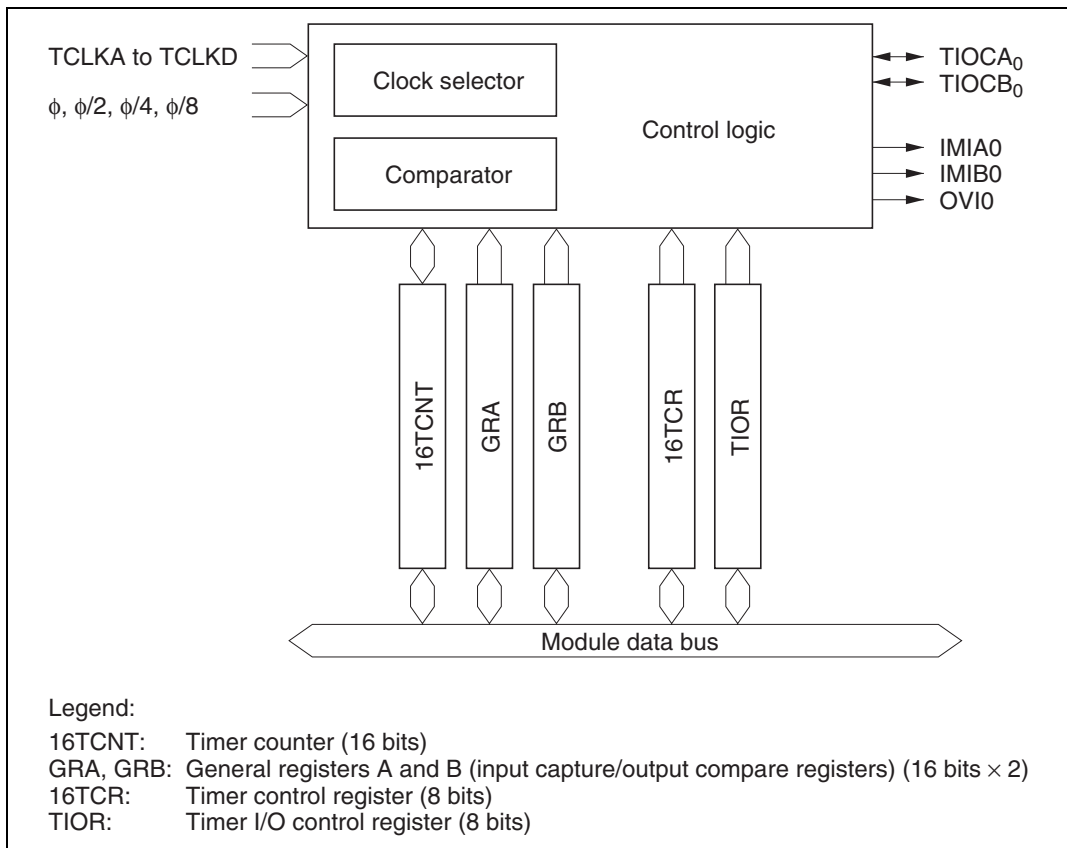 TCLKA to TCLKD
ϕ, ϕ/2, ϕ/4, ϕ/8
Clock selector
Comparator
Control logic
TIOCA₀
TIOCB₀
IMIA0
IMIB0
OVI0
16TCNT
GRA
GRB
16TCR
TIOR
Module data bus
Legend:
16TCNT: Timer counter (16 bits)
GRA, GRB: General registers A and B (input capture/output compare registers) (16 bits × 2)
16TCR: Timer control register (8 bits)
TIOR: Timer I/O control register (8 bits)